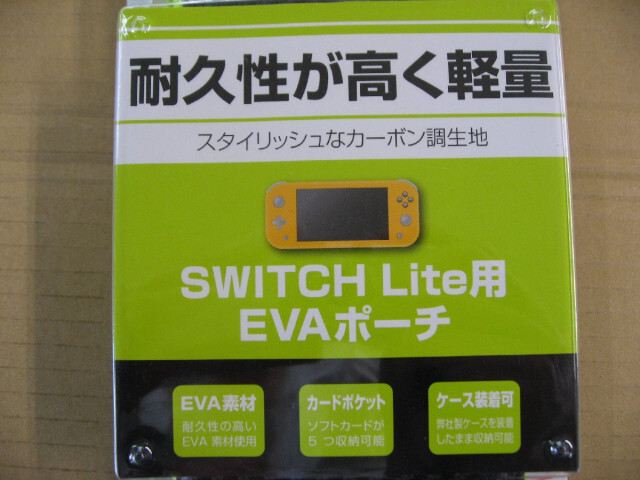 耐久性が高く軽量
スタイリッシュなカーボン調生地
SWITCH Lite用
EVAポーチ
EVA素材
耐久性の高い
EVA 素材使用
カードポケット
ソフトカードが
5 つ収納可能
ケース装着可
弊社製ケースを装着
したまま収納可能